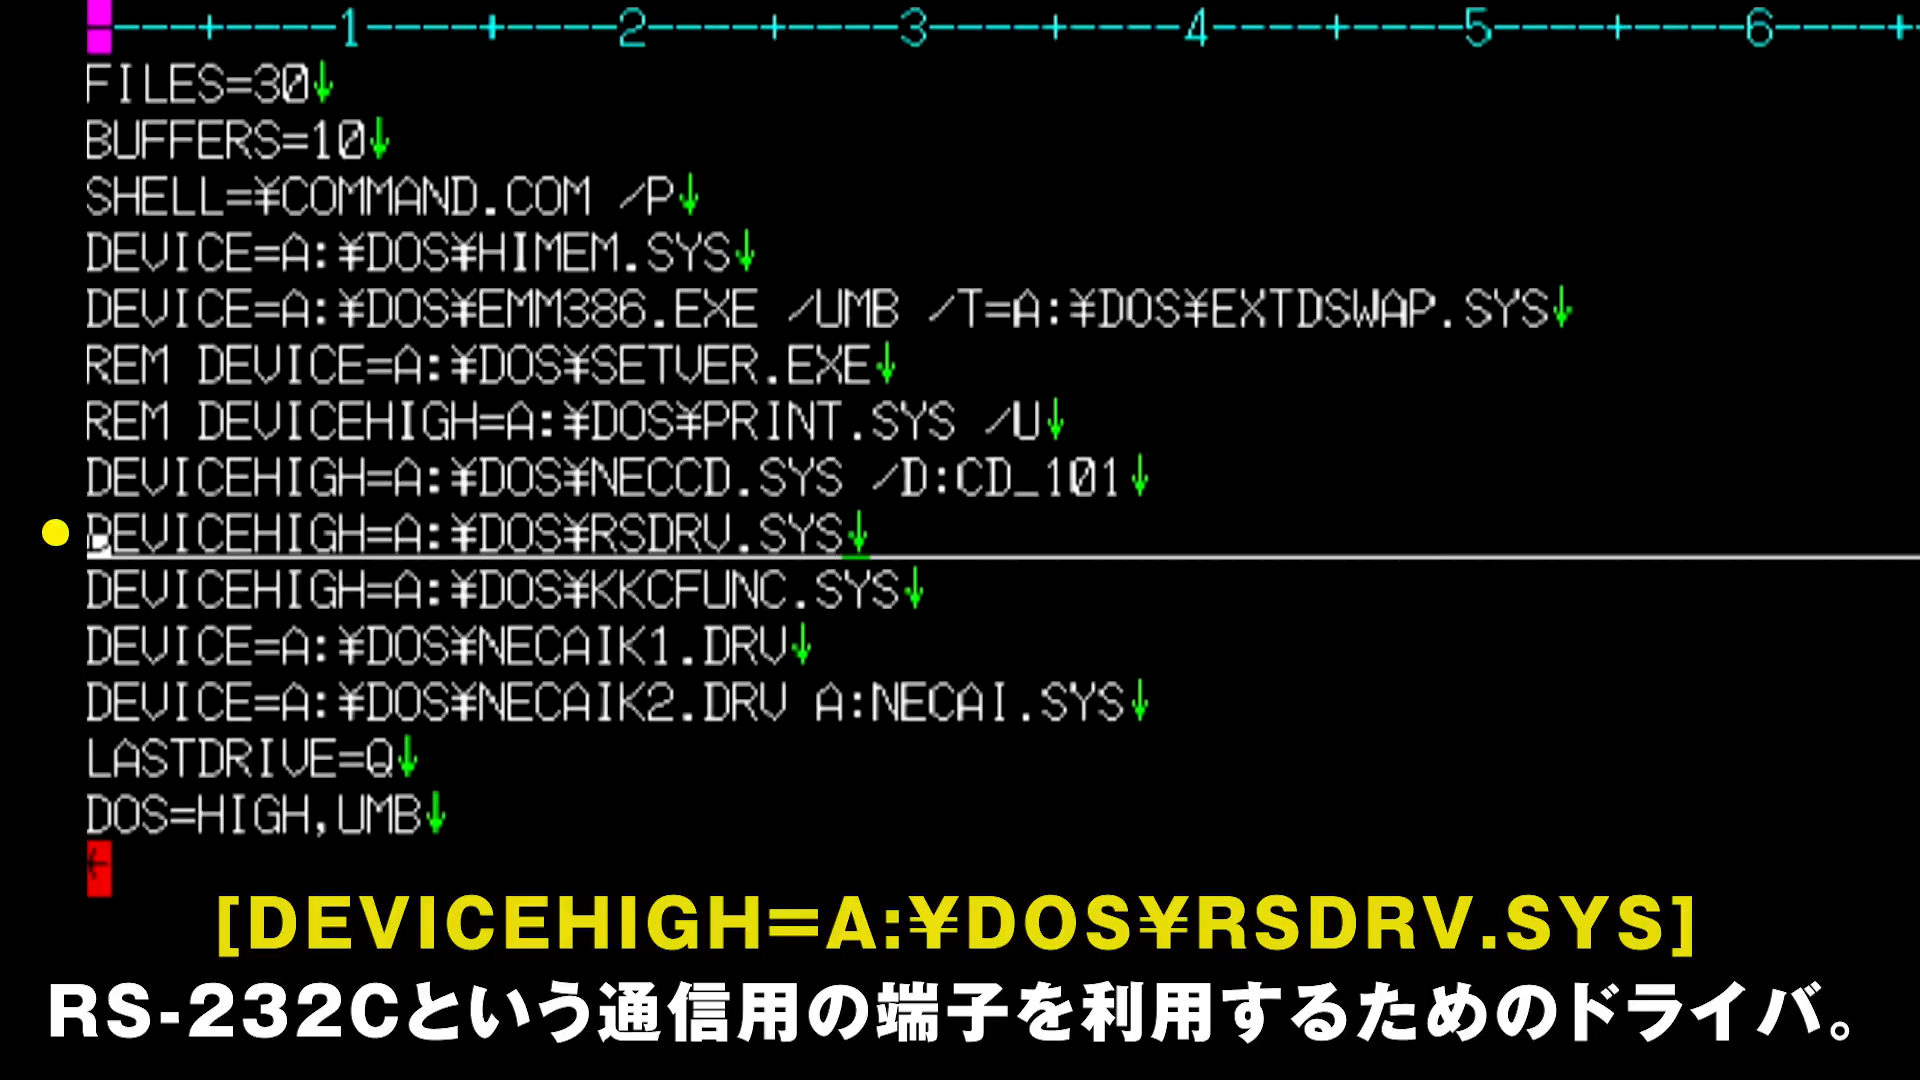 ----+----1----+----2----+----3----+----4----+----5----+----6----+-
FILES=30↓
BUFFERS=10↓
SHELL=¥COMMAND.COM /P↓
DEVICE=A:¥DOS¥HIMEM.SYS↓
DEVICE=A:¥DOS¥EMM386.EXE /UMB /T=A:¥DOS¥EXTDSWAP.SYS↓
REM DEVICE=A:¥DOS¥SETVER.EXE↓
REM DEVICEHIGH=A:¥DOS¥PRINT.SYS /U↓
DEVICEHIGH=A:¥DOS¥NECCD.SYS /D:CD_101↓
DEVICEHIGH=A:¥DOS¥RSDRV.SYS↓
DEVICEHIGH=A:¥DOS¥KKCFUNC.SYS↓
DEVICE=A:¥DOS¥NECAIK1.DRV↓
DEVICE=A:¥DOS¥NECAIK2.DRV A:NECAI.SYS↓
LASTDRIVE=Q↓
DOS=HIGH,UMB↓
←
[DEVICEHIGH=A:¥DOS¥RSDRV.SYS]
RS-232Cという通信用の端子を利用するためのドライバ。